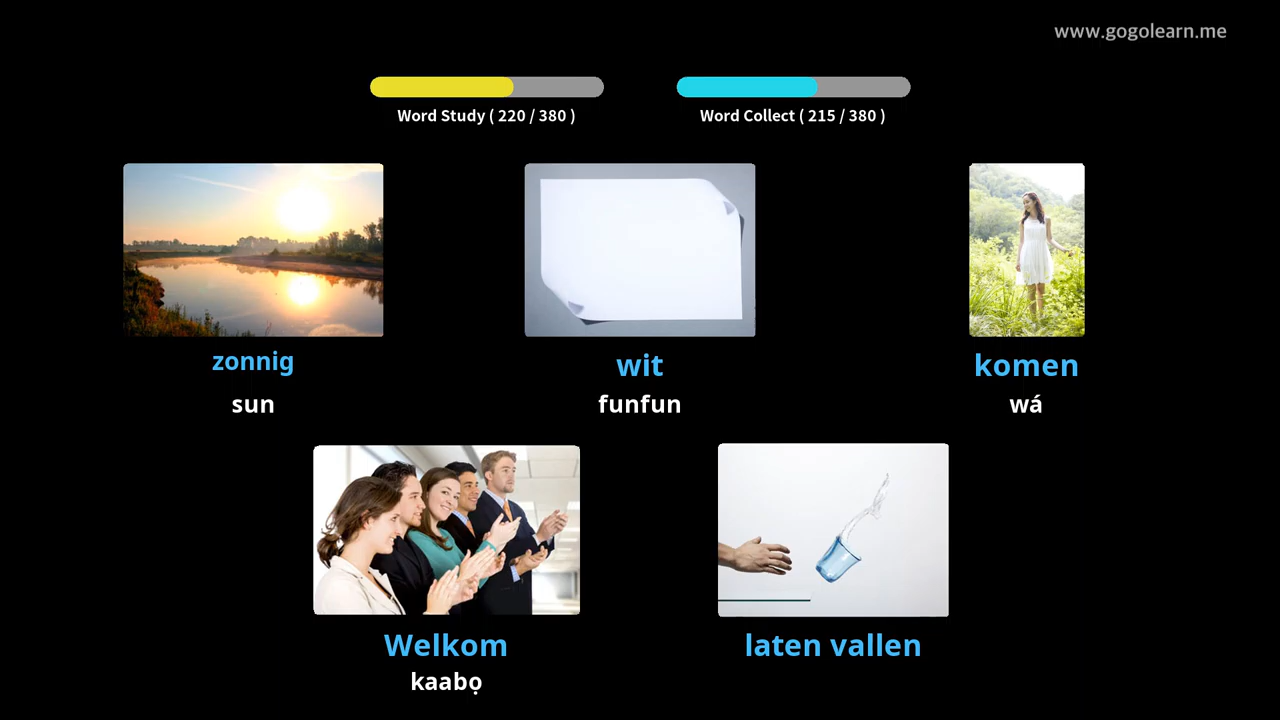 www.gogolearn.me
Word Study ( 220 / 380 )
Word Collect ( 215 / 380 )
zonnig
sun
wit
funfun
komen
wá
Welkom
kaabọ
laten vallen